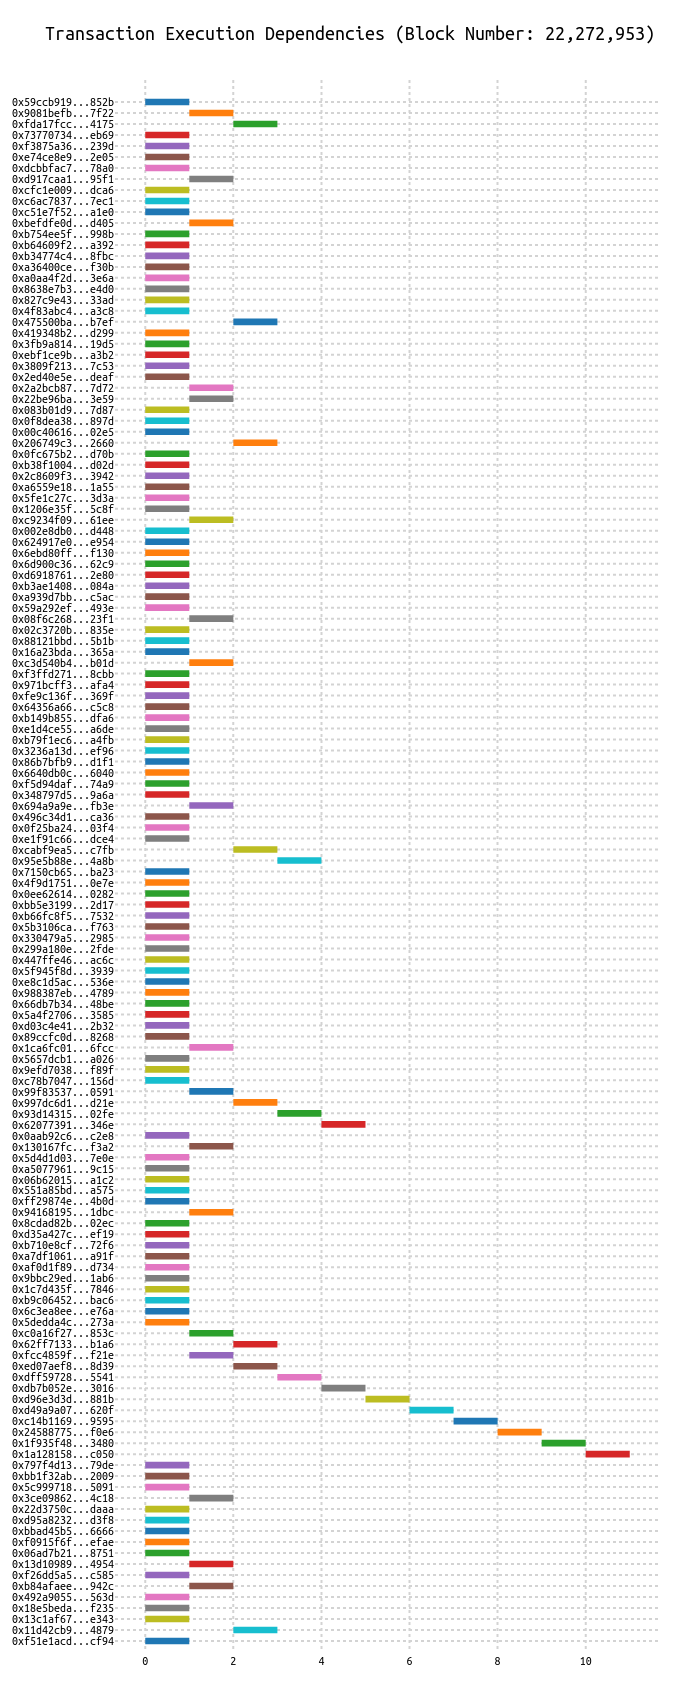 Transaction Execution Dependencies (Block Number: 22,272,953)
0x59ccb919...852b
0x9081befb...7f22
0xfda17fcc...4175
0x73770734...eb69
0xf3875a36...239d
0xe74ce8e9...2e05
0xdcbbfac7...78a0
0xd917caa1...95f1
0xcfc1e009...dca6
0xc6ac7837...7ec1
0xc51e7f52...a1e0
0xbefdfe0d...d405
0xb754ee5f...998b
0xb64609f2...a392
0xb34774c4...8fbc
0xa36400ce...f30b
0xa0aa4f2d...3e6a
0x8638e7b3...e4d0
0x827c9e43...33ad
0x4f83abc4...a3c8
0x475500ba...b7ef
0x419348b2...d299
0x3fb9a814...19d5
0xebf1ce9b...a3b2
0x3809f213...7c53
0x2ed40e5e...deaf
0x2a2bcb87...7d72
0x22be96ba...3e59
0x083b01d9...7d87
0x0f8dea38...897d
0x00c40616...02e5
0x206749c3...2660
0x0fc675b2...d70b
0xb38f1004...d02d
0x2c8609f3...3942
0xa6559e18...1a55
0x5fe1c27c...3d3a
0x1206e35f...5c8f
0xc9234f09...61ee
0x002e8db0...d448
0x624917e0...e954
0x6ebd80ff...f130
0x6d900c36...62c9
0xd6918761...2e80
0xb3ae1408...084a
0xa939d7bb...c5ac
0x59a292ef...493e
0x08f6c268...23f1
0x02c3720b...835e
0x88121bbd...5b1b
0x16a23bda...365a
0xc3d540b4...b01d
0xf3ffd271...8cbb
0x971bcff3...afa4
0xfe9c136f...369f
0x64356a66...c5c8
0xb149b855...dfa6
0xe1d4ce55...a6de
0xb79f1ec6...a4fb
0x3236a13d...ef96
0x86b7bfb9...d1f1
0x6640db0c...6040
0xf5d94daf...74a9
0x348797d5...9a6a
0x694a9a9e...fb3e
0x496c34d1...ca36
0x0f25ba24...03f4
0xe1f91c66...dce4
0xcabf9ea5...c7fb
0x95e5b88e...4a8b
0x7150cb65...ba23
0x4f9d1751...0e7e
0x0ee62614...0282
0xbb5e3199...2d17
0xb66fc8f5...7532
0x5b3106ca...f763
0x330479a5...2985
0x299a180e...2fde
0x447ffe46...ac6c
0x5f945f8d...3939
0xe8c1d5ac...536e
0x988387eb...4789
0x66db7b34...48be
0x5a4f2706...3585
0xd03c4e41...2b32
0x89ccfc0d...8268
0x1ca6fc01...6fcc
0x5657dcb1...a026
0x9efd7038...f89f
0xc78b7047...156d
0x99f83537...0591
0x997dc6d1...d21e
0x93d14315...02fe
0x62077391...346e
0x0aab92c6...c2e8
0x130167fc...f3a2
0x5d4d1d03...7e0e
0xa5077961...9c15
0x06b62015...a1c2
0x551a85bd...a575
0xff29874e...4b0d
0x94168195...1dbc
0x8cdad82b...02ec
0xd35a427c...ef19
0xb710e8cf...72f6
0xa7df1061...a91f
0xaf0d1f89...d734
0x9bbc29ed...1ab6
0x1c7d435f...7846
0xb9c06452...bac6
0x6c3ea8ee...e76a
0x5dedda4c...273a
0xc0a16f27...853c
0x62ff7133...b1a6
0xfcc4859f...f21e
0xed07aef8...8d39
0xdff59728...5541
0xdb7b052e...3016
0xd96e3d3d...881b
0xd49a9a07...620f
0xc14b1169...9595
0x24588775...f0e6
0x1f935f48...3480
0x1a128158...c050
0x797f4d13...79de
0xbb1f32ab...2009
0x5c999718...5091
0x3ce09862...4c18
0x22d3750c...daaa
0xd95a8232...d3f8
0xbbad45b5...6666
0xf0915f6f...efae
0x06ad7b21...8751
0x13d10989...4954
0xf26dd5a5...c585
0xb84afaee...942c
0x492a9055...563d
0x18e5beda...f235
0x13c1af67...e343
0x11d42cb9...4879
0xf51e1acd...cf94
0 2 4 6 8 10